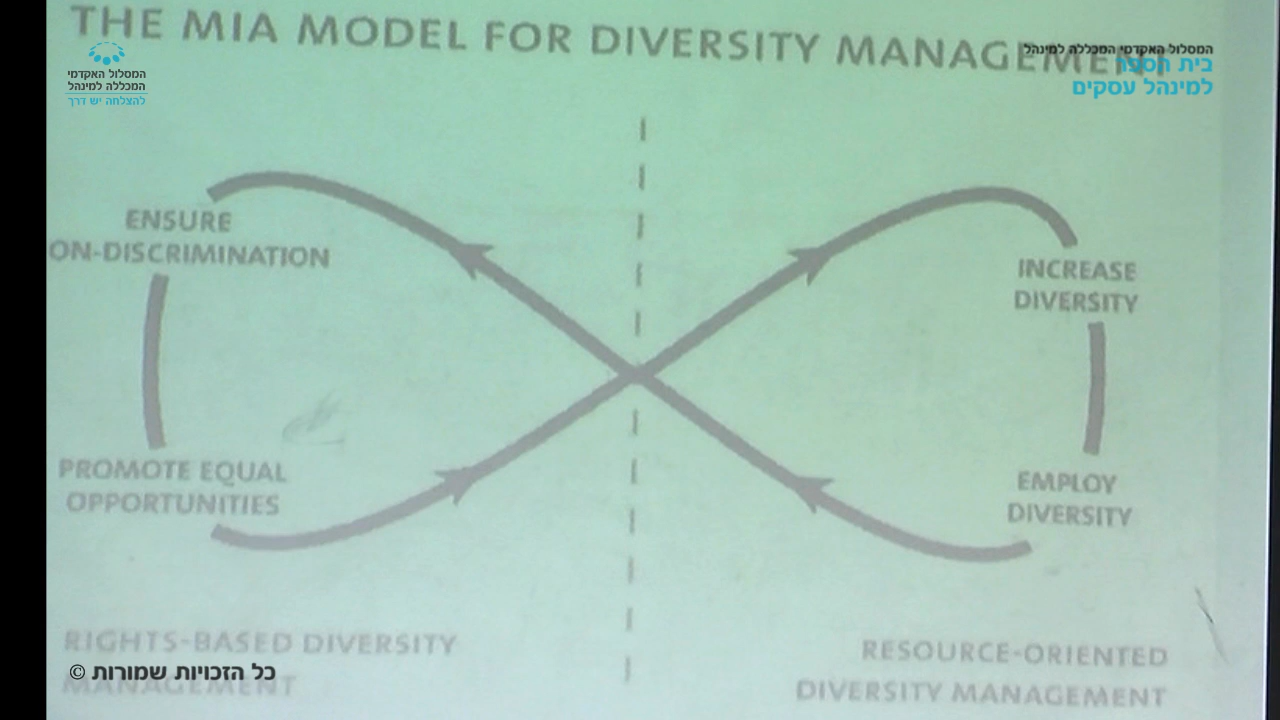 THE MIA MODEL FOR DIVERSITY MANAGEMENT
המסלול האקדמי המכללה למינהל
בית הספר
למינהל עסקים
המסלול האקדמי
המכללה למינהל
להצלחה יש דרך
ENSURE
ON-DISCRIMINATION
INCREASE
DIVERSITY
PROMOTE EQUAL
OPPORTUNITIES
EMPLOY
DIVERSITY
RIGHTS-BASED DIVERSITY
MANAGEMENT
RESOURCE-ORIENTED
DIVERSITY MANAGEMENT
כל הזכויות שמורות ©